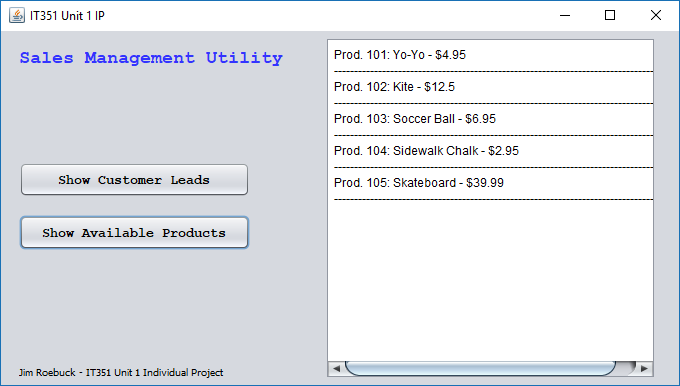 IT351 Unit 1 IP
Sales Management Utility
Show Customer Leads
Show Available Products
Jim Roebuck - IT351 Unit 1 Individual Project
Prod. 101: Yo-Yo - $4.95
Prod. 102: Kite - $12.5
Prod. 103: Soccer Ball - $6.95
Prod. 104: Sidewalk Chalk - $2.95
Prod. 105: Skateboard - $39.99